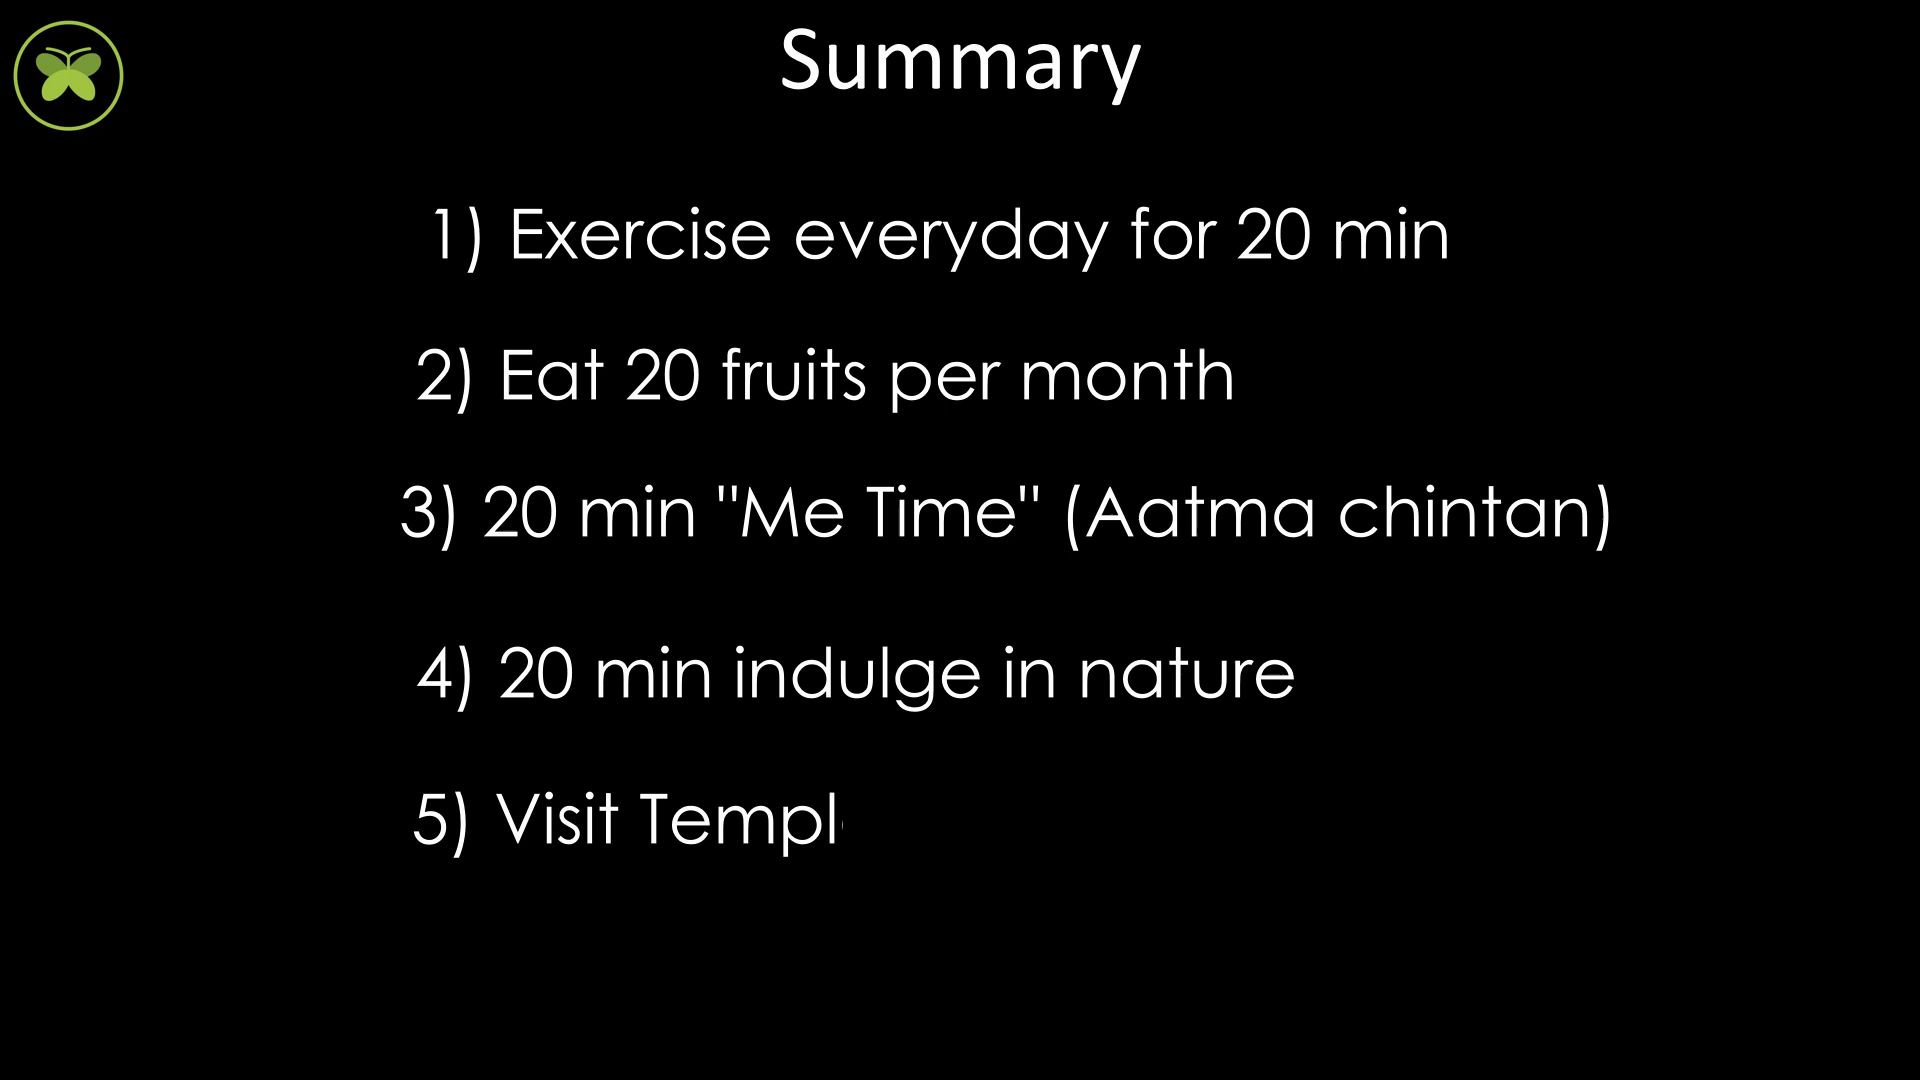 Summary
1) Exercise everyday for 20 min
2) Eat 20 fruits per month
3) 20 min "Me Time" (Aatma chintan)
4) 20 min indulge in nature
5) Visit Templ